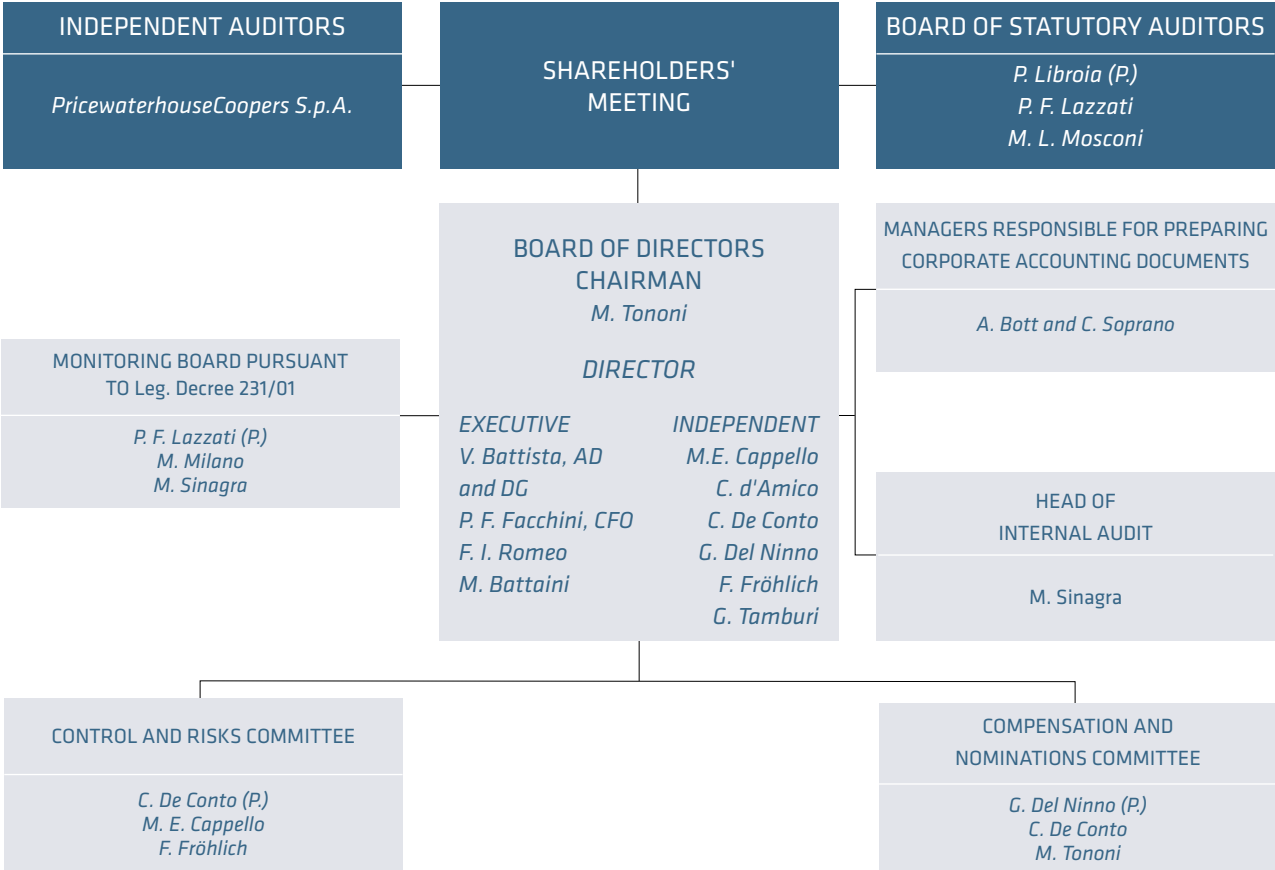 INDEPENDENT AUDITORS
PricewaterhouseCoopers S.p.A.
SHAREHOLDERS'
MEETING
BOARD OF STATUTORY AUDITORS
P. Libroia (P.)
P. F. Lazzati
M. L. Mosconi
BOARD OF DIRECTORS
CHAIRMAN
M. Tononi
DIRECTOR
EXECUTIVE
V. Battista, AD
and DG
P. F. Facchini, CFO
F. I. Romeo
M. Battaini
INDEPENDENT
M.E. Cappello
C. d'Amico
C. De Conto
G. Del Ninno
F. Fröhlich
G. Tamburi
MANAGERS RESPONSIBLE FOR PREPARING
CORPORATE ACCOUNTING DOCUMENTS
A. Bott and C. Soprano
MONITORING BOARD PURSUANT
TO Leg. Decree 231/01
P. F. Lazzati (P.)
M. Milano
M. Sinagra
HEAD OF
INTERNAL AUDIT
M. Sinagra
CONTROL AND RISKS COMMITTEE
C. De Conto (P.)
M. E. Cappello
F. Fröhlich
COMPENSATION AND
NOMINATIONS COMMITTEE
G. Del Ninno (P.)
C. De Conto
M. Tononi